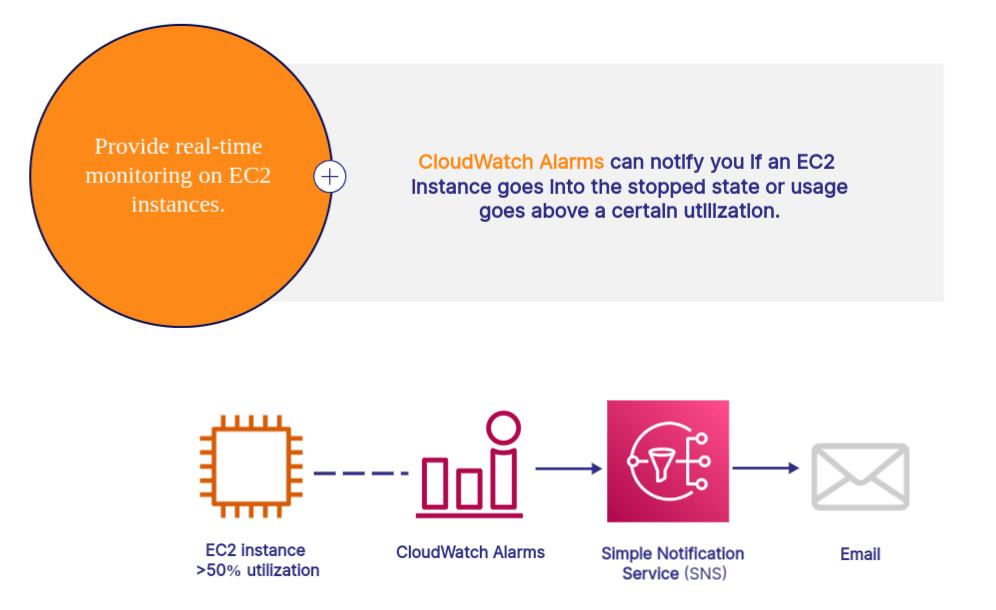 Provide real-time
monitoring on EC2
instances.
CloudWatch Alarms can notify you if an EC2
instance goes into the stopped state or usage
goes above a certain utilization.
EC2 instance
>50% utilization
CloudWatch Alarms
Simple Notification
Service (SNS)
Email